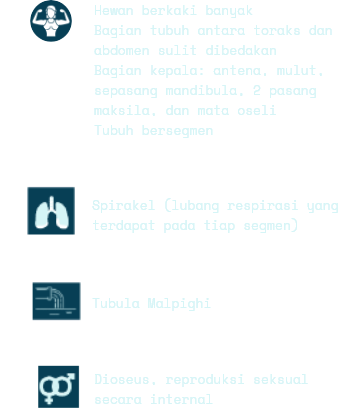 Hewan berkaki banyak
Bagian tubuh antara toraks dan
abdomen sulit dibedakan
Bagian kepala: antena, mulut,
sepasang mandibula, 2 pasang
maksila, dan mata oseli
Tubuh bersegmen
Spirakel (lubang respirasi yang
terdapat pada tiap segmen)
Tubula Malpighi
Dioseus, reproduksi seksual
secara internal